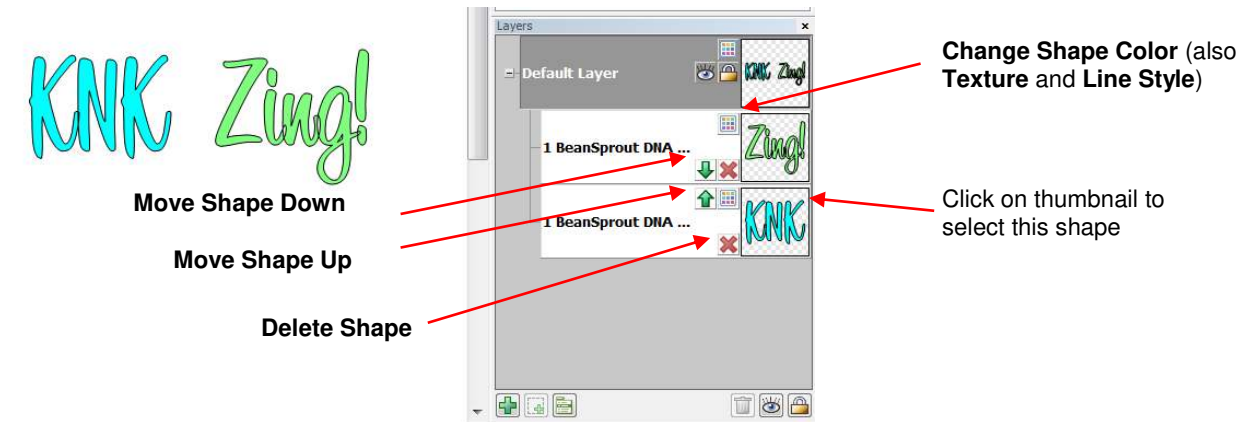 Layers
KNK Zing!
Default Layer
KNK Zing!
Change Shape Color (also
Texture and Line Style)
1 BeanSprout DNA ...
Zing!
Move Shape Down
1 BeanSprout DNA ...
KNK
Click on thumbnail to
select this shape
Move Shape Up
Delete Shape